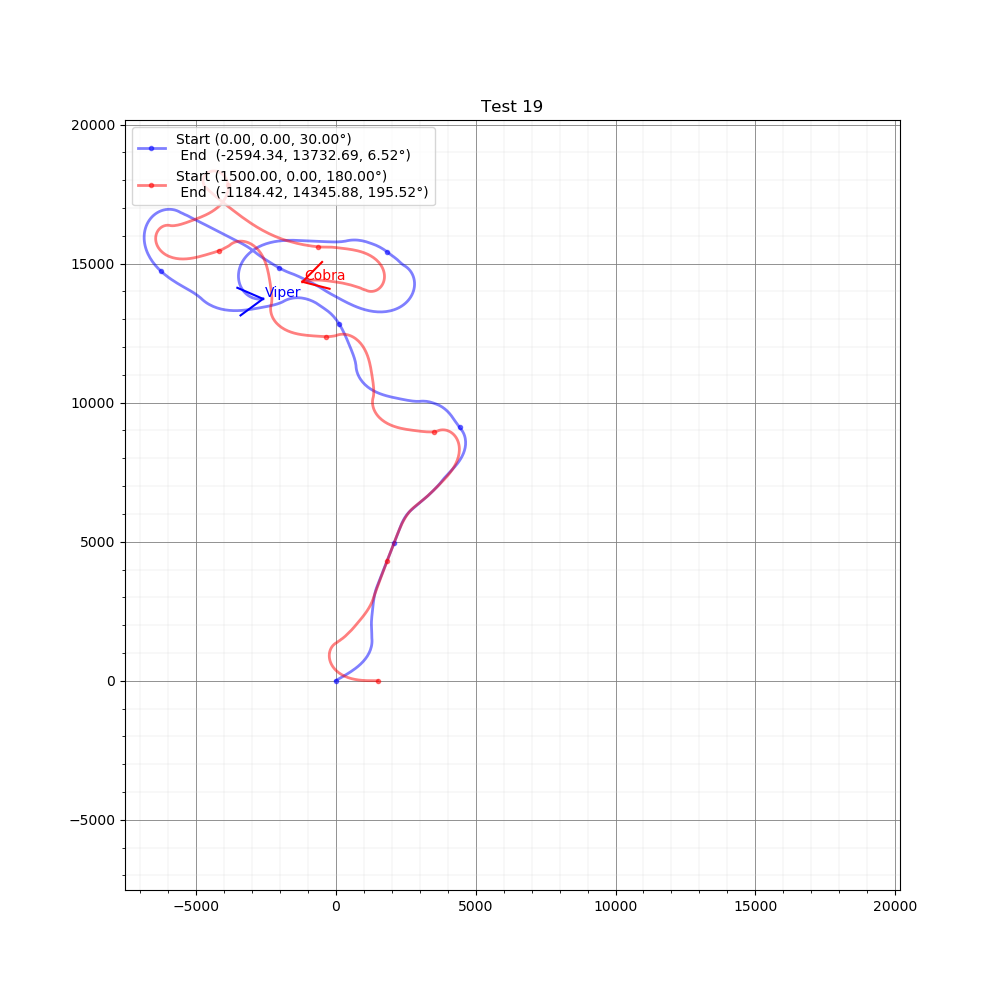 Test 19
Start (0.00, 0.00, 30.00°)
End (-2594.34, 13732.69, 6.52°)
Start (1500.00, 0.00, 180.00°)
End (-1184.42, 14345.88, 195.52°)
20000
15000
10000
5000
0
−5000
Cobra
Viper
−5000 0 5000 10000 15000 20000